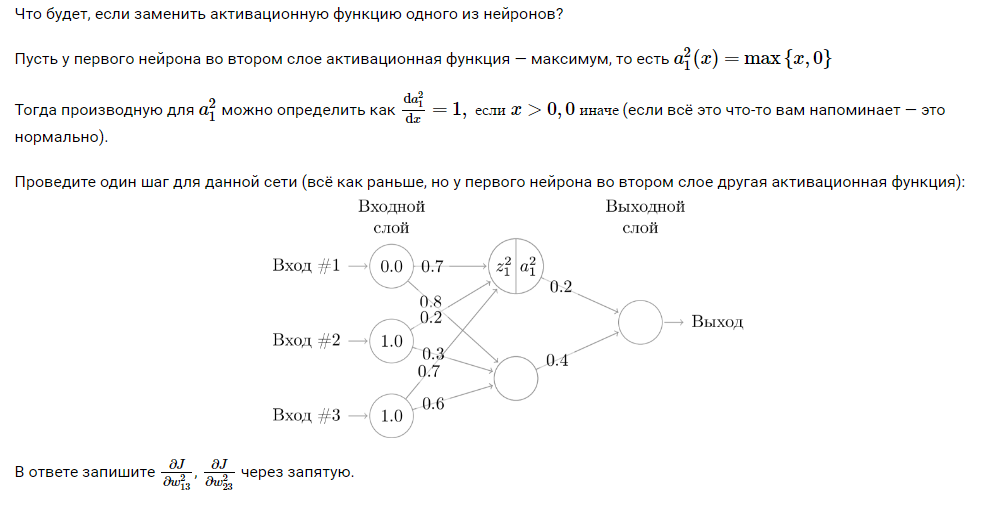 Что будет, если заменить активационную функцию одного из нейронов?
Пусть у первого нейрона во втором слое активационная функция — максимум, то есть a₁²(x) = max{x, 0}
Тогда производную для a₁² можно определить как da₁²/dx = 1, если x > 0, 0 иначе (если всё это что-то вам напоминает — это
нормально).
Проведите один шаг для данной сети (всё как раньше, но у первого нейрона во втором слое другая активационная функция):
Входной слой
Выходной слой
Вход #1 0.0 0.7 z₁² a₁²
0.2
0.8
0.2
Выход
Вход #2 1.0
0.3
0.4
0.7
0.6
Вход #3 1.0
В ответе запишите ∂J/∂w₁₃², ∂J/∂w₂₃² через запятую.